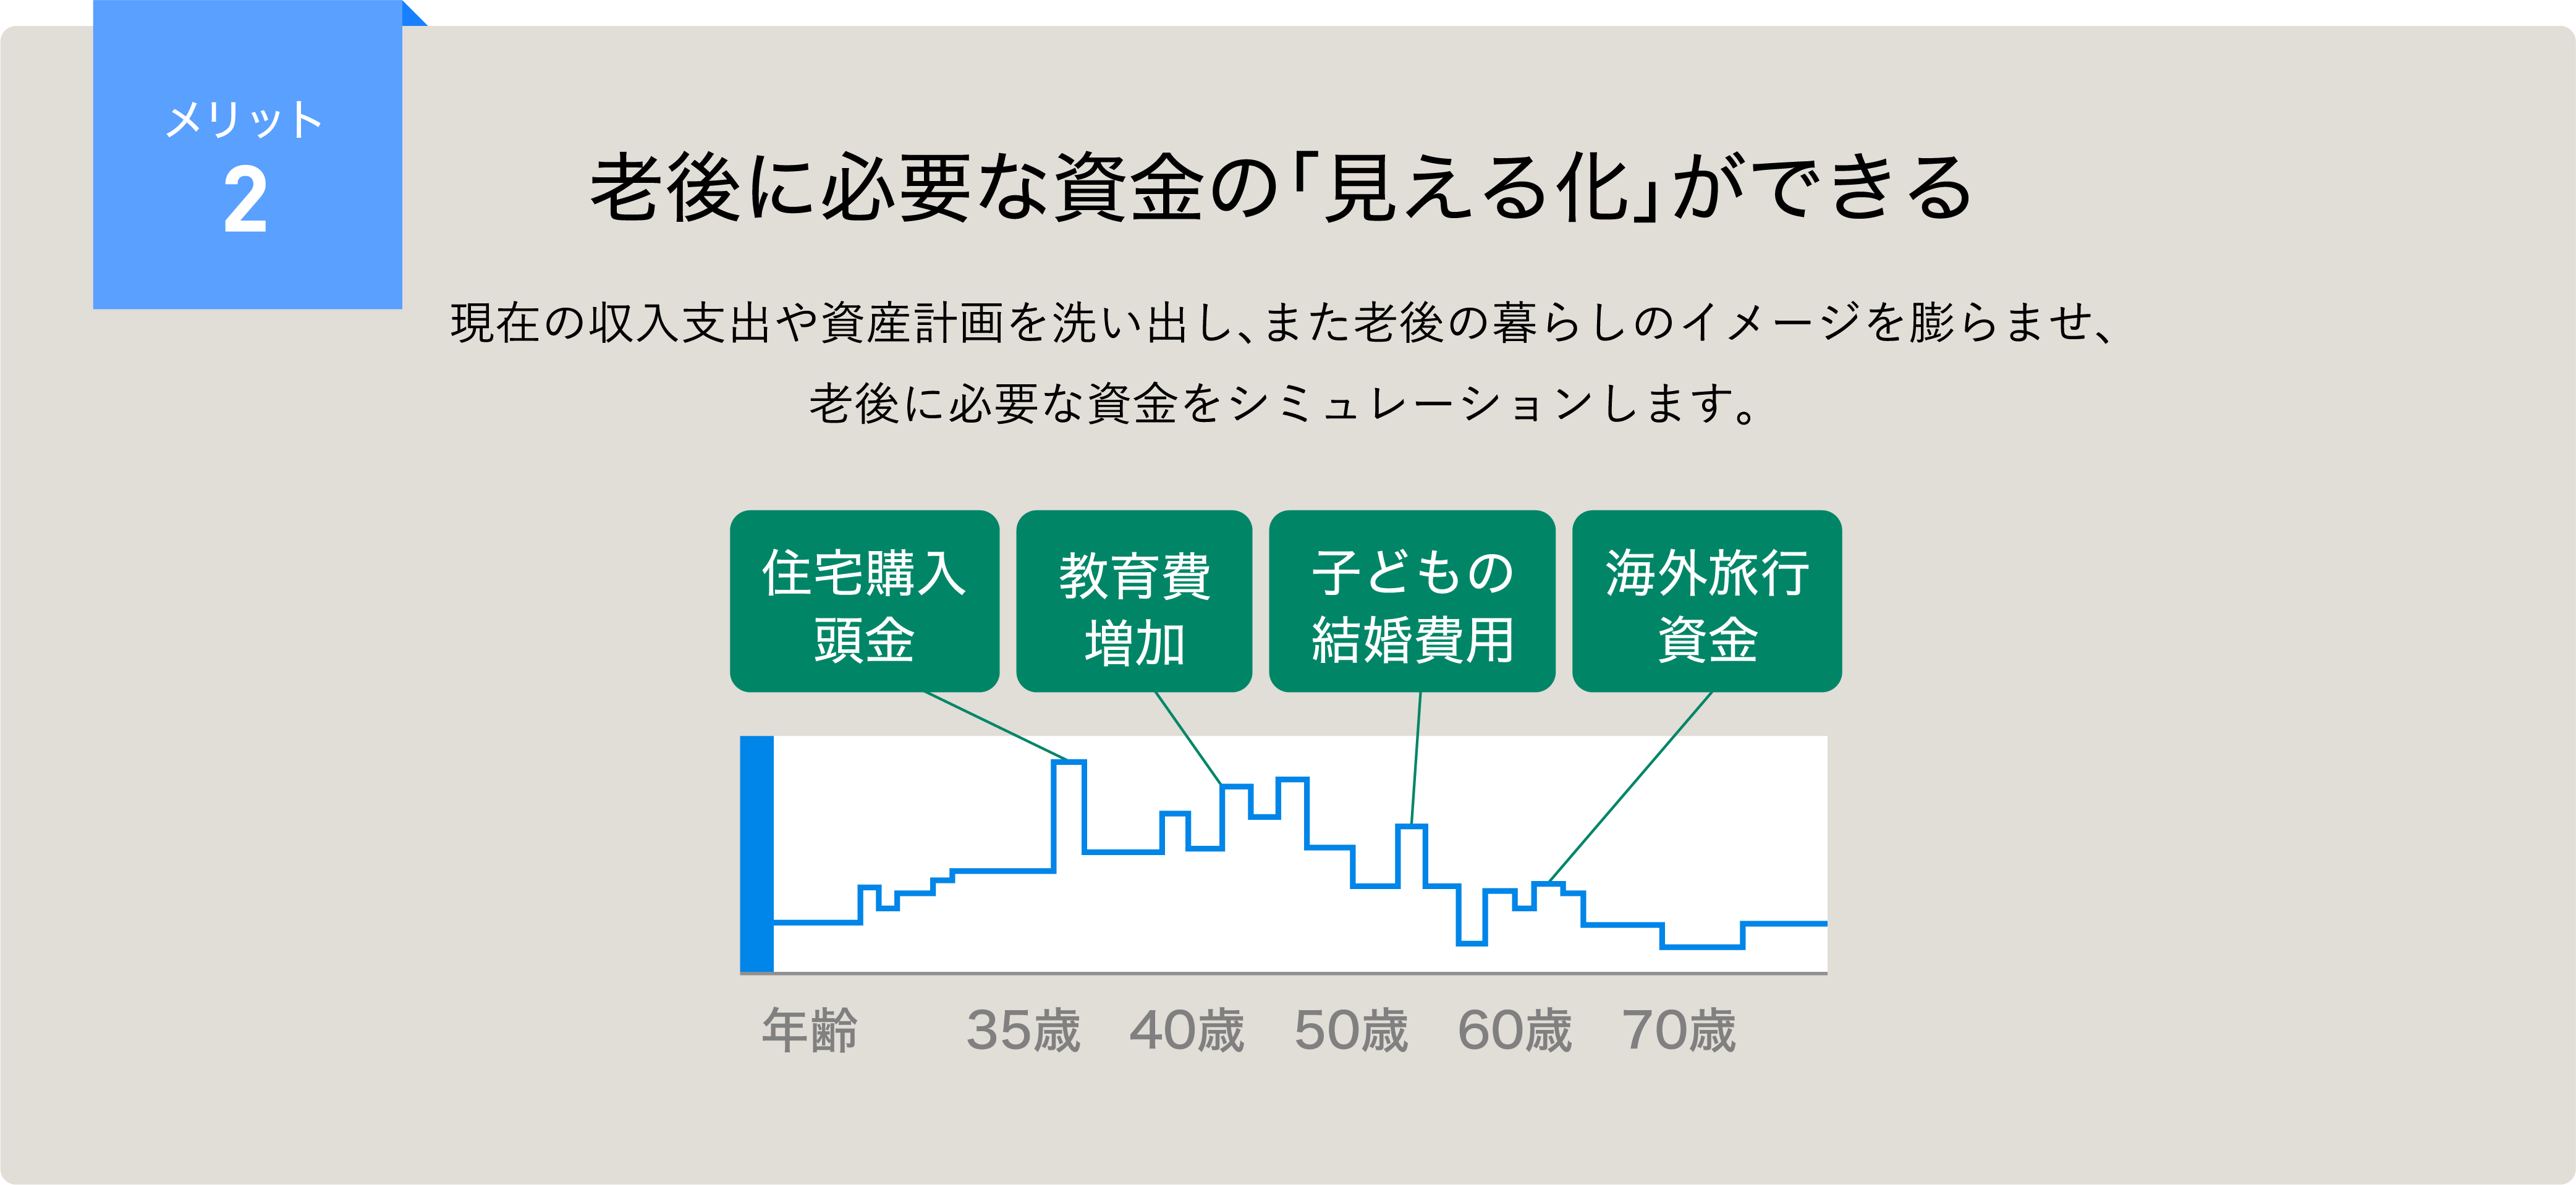 メリット
2
老後に必要な資金の「見える化」ができる
現在の収入支出や資産計画を洗い出し、また老後の暮らしのイメージを膨らませ、
老後に必要な資金をシミュレーションします。
住宅購入
頭金
教育費
増加
子どもの
結婚費用
海外旅行
資金
年齢 35歳 40歳 50歳 60歳 70歳